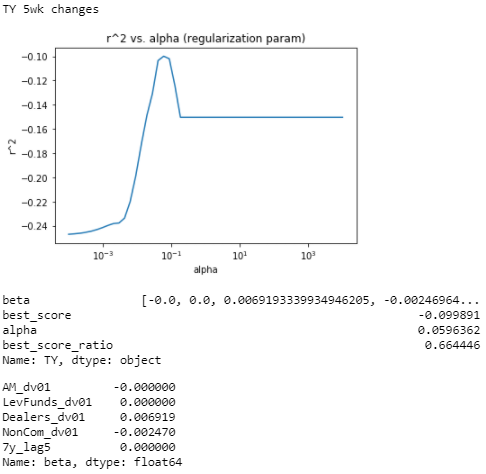 TY 5wk changes
r^2 vs. alpha (regularization param)
−0.10
−0.12
−0.14
−0.16
−0.18
−0.20
−0.22
−0.24
r^2
10^−3 10^−1 10^1 10^3
alpha
beta [-0.0, 0.0, 0.0069193339934946205, -0.00246964...
best_score -0.099891
alpha 0.0596362
best_score_ratio 0.664446
Name: TY, dtype: object
AM_dv01 -0.000000
LevFunds_dv01 0.000000
Dealers_dv01 0.006919
NonCom_dv01 -0.002470
7y_lag5 0.000000
Name: beta, dtype: float64